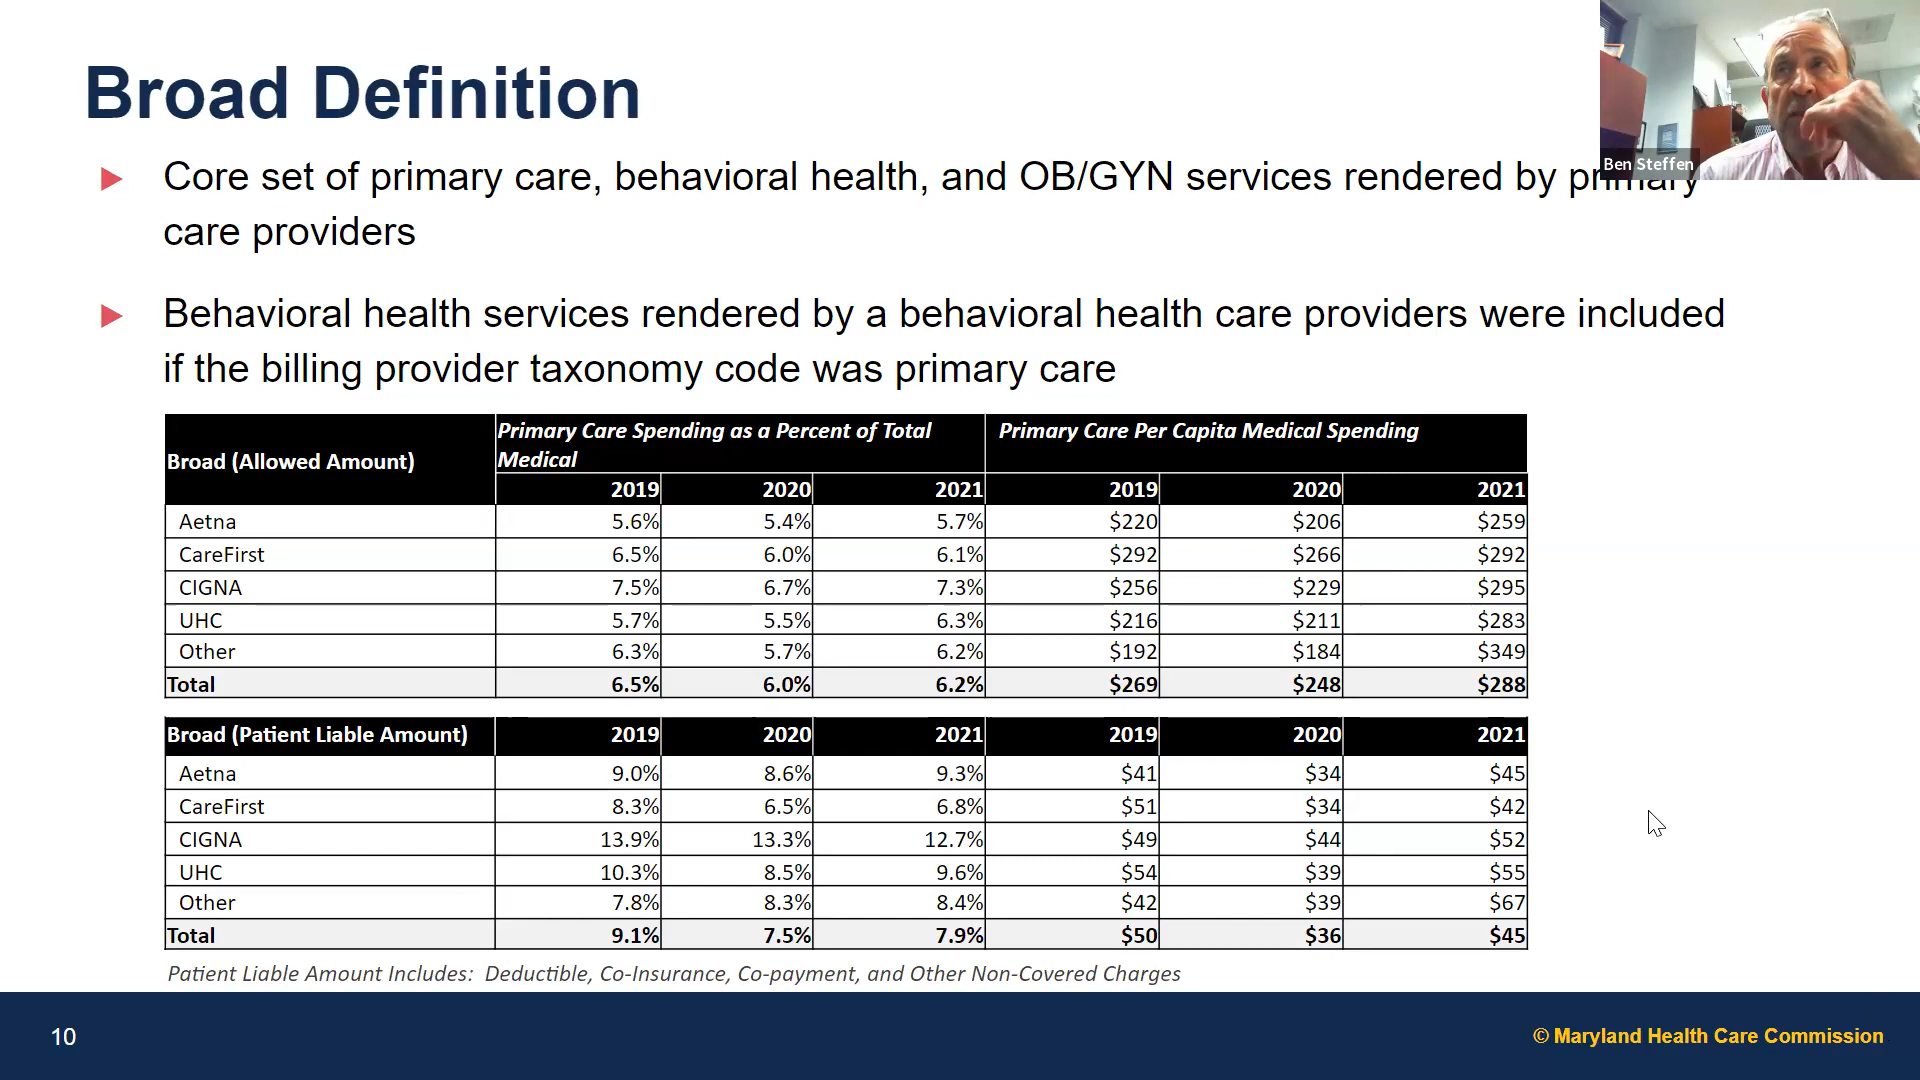 Broad Definition
Ben Steffen
Core set of primary care, behavioral health, and OB/GYN services rendered by primary
care providers
Behavioral health services rendered by a behavioral health care providers were included
if the billing provider taxonomy code was primary care
Broad (Allowed Amount) Primary Care Spending as a Percent of Total Medical Primary Care Per Capita Medical Spending
2019 2020 2021 2019 2020 2021
Aetna 5.6% 5.4% 5.7% $220 $206 $259
CareFirst 6.5% 6.0% 6.1% $292 $266 $292
CIGNA 7.5% 6.7% 7.3% $256 $229 $295
UHC 5.7% 5.5% 6.3% $216 $211 $283
Other 6.3% 5.7% 6.2% $192 $184 $349
Total 6.5% 6.0% 6.2% $269 $248 $288
Broad (Patient Liable Amount) 2019 2020 2021 2019 2020 2021
Aetna 9.0% 8.6% 9.3% $41 $34 $45
CareFirst 8.3% 6.5% 6.8% $51 $34 $42
CIGNA 13.9% 13.3% 12.7% $49 $44 $52
UHC 10.3% 8.5% 9.6% $54 $39 $55
Other 7.8% 8.3% 8.4% $42 $39 $67
Total 9.1% 7.5% 7.9% $50 $36 $45
Patient Liable Amount Includes: Deductible, Co-Insurance, Co-payment, and Other Non-Covered Charges
10
© Maryland Health Care Commission